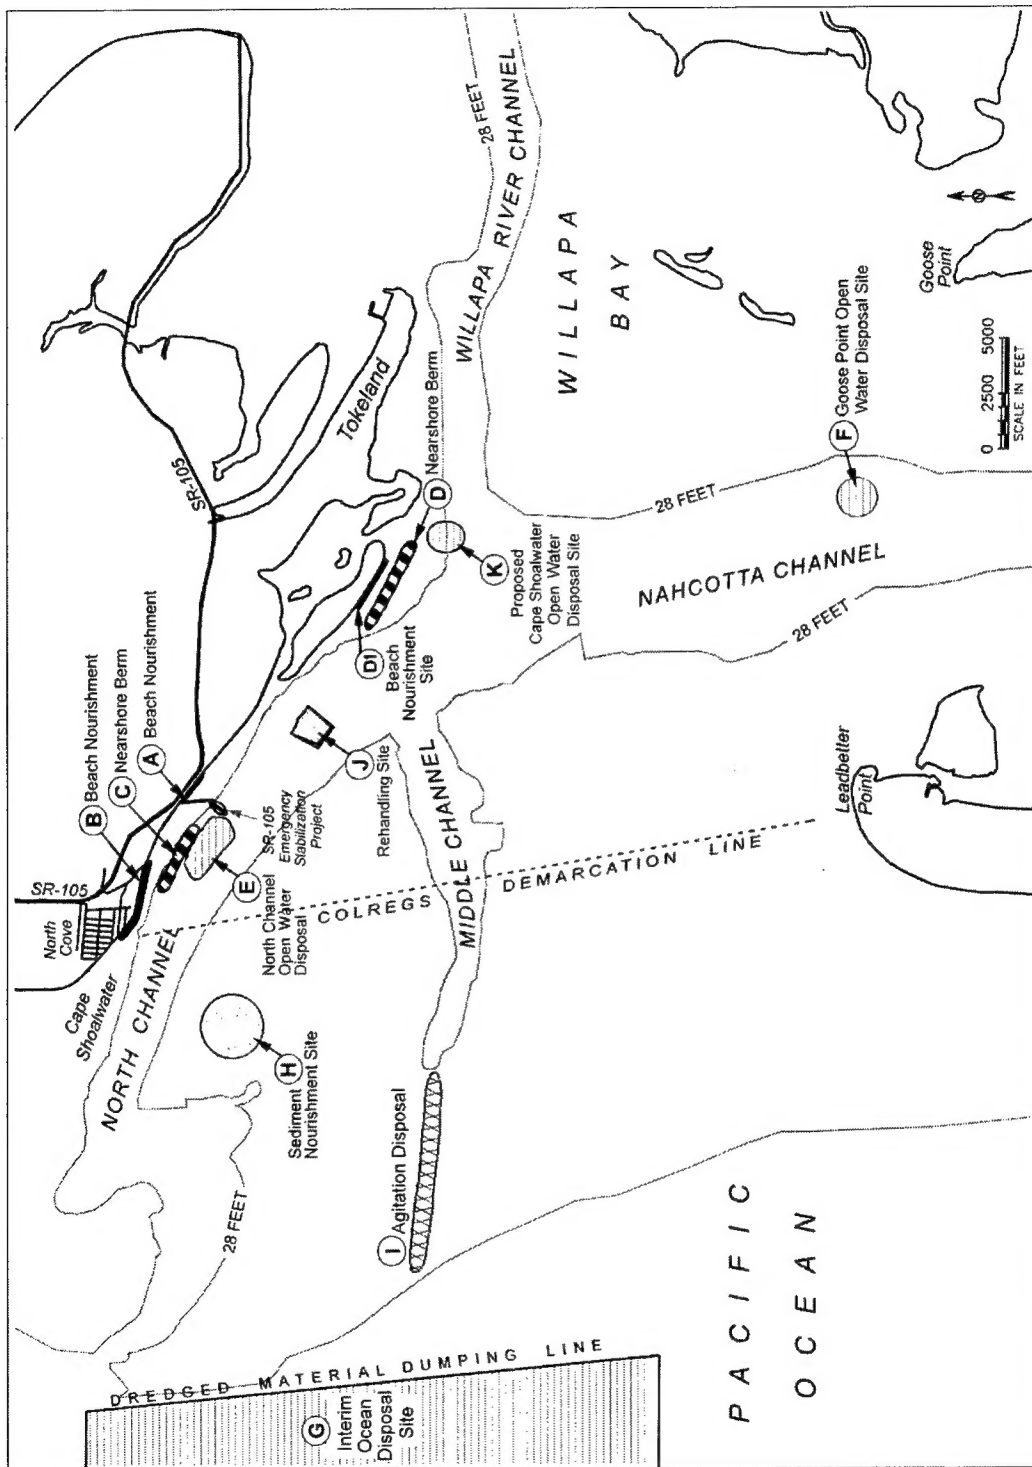 SR-105
North
Cove
Cape
Shoalwater
B Beach Nourishment
C Nearshore Berm
A Beach Nourishment
SR-105
NORTH CHANNEL
E
North Channel
Open Water
Disposal
SR-105
Emergency
Stabilization
Project
J
Rehandling Site
H
Sediment
Nourishment Site
28 FEET
I Agitation Disposal
MIDDLE CHANNEL
COLREGS DEMARCATION LINE
D1
Beach
Nourishment
Site
D Nearshore Berm
Tokeland
K
Proposed
Cape Shoalwater
Open Water
Disposal Site
28 FEET
WILLAPA RIVER CHANNEL
WILLAPA
BAY
28 FEET
NAHCOTTA CHANNEL
28 FEET
F Goose Point Open
Water Disposal Site
Goose
Point
Leadbetter
Point
DREDGED MATERIAL DUMPING LINE
G
Interim
Ocean
Disposal
Site
PACIFIC
OCEAN
N
0 2500 5000
SCALE IN FEET